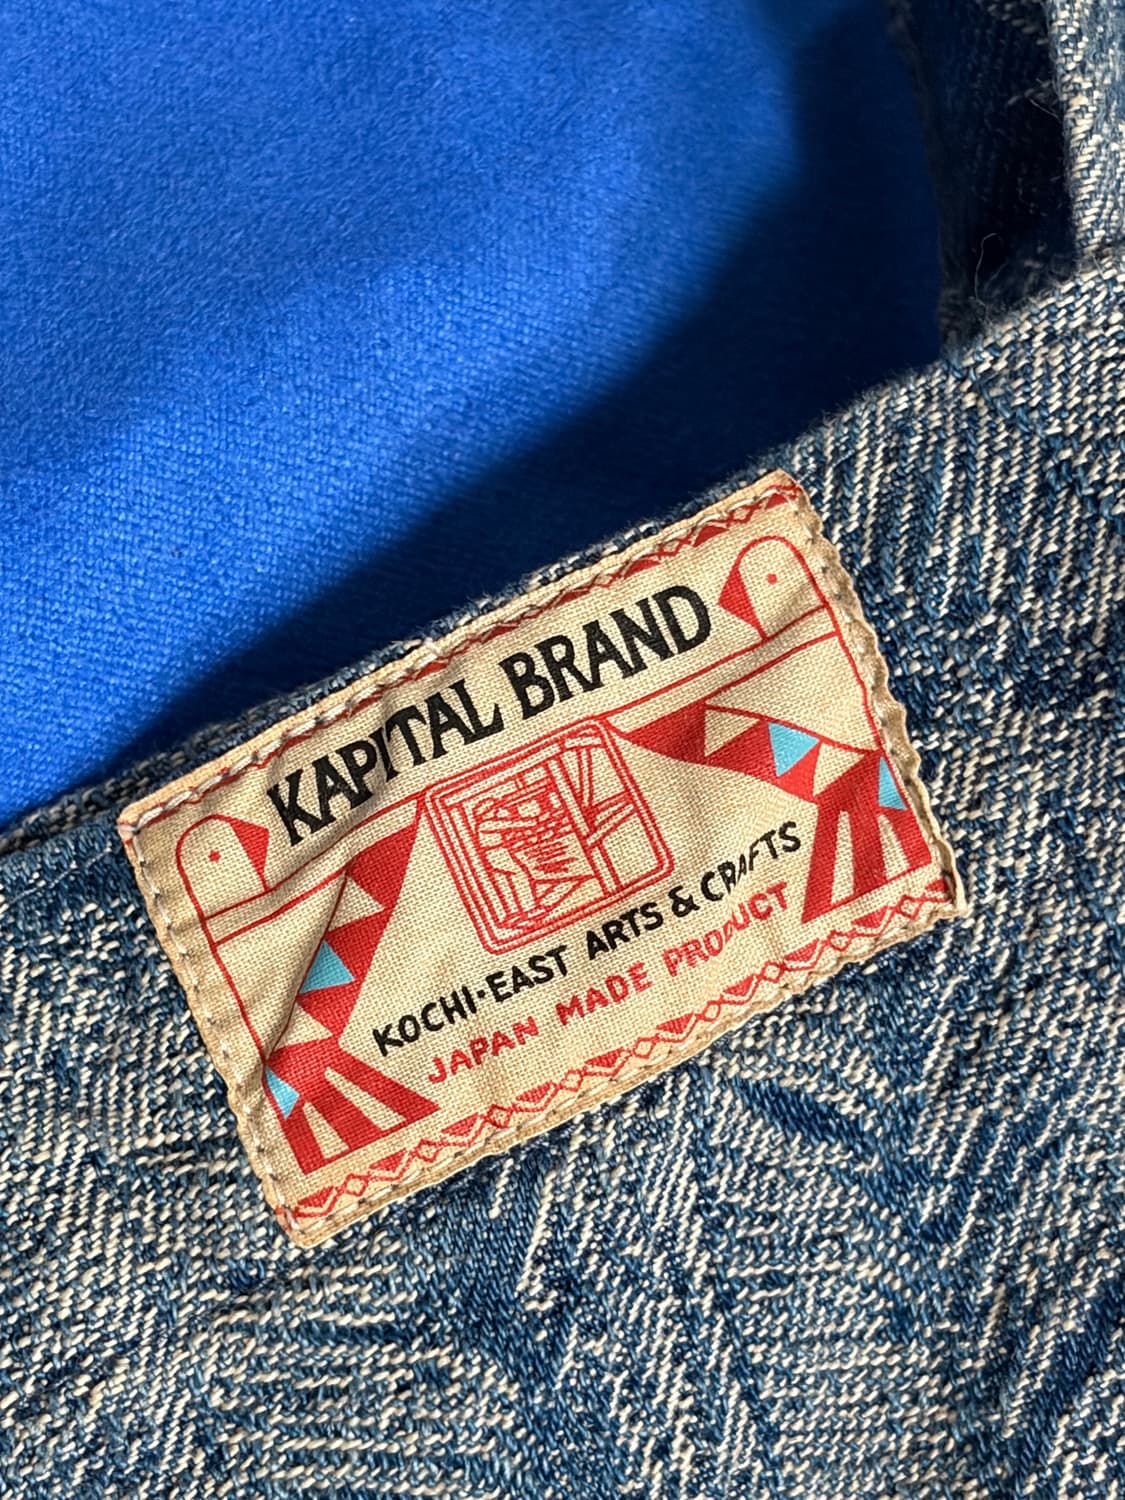 KAPITAL BRAND
KOCHI·EAST ARTS & CRAFTS
JAPAN MADE PRODUCT